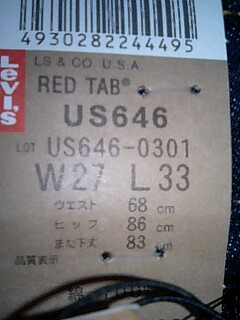 4930282244495
LEVI'S
LS & CO. U.S.A.
RED TAB®
US646
LOT US646-0301
W27 L33
ウエスト 68 cm
ヒップ 86 cm
また下丈 83 cm
品質表示